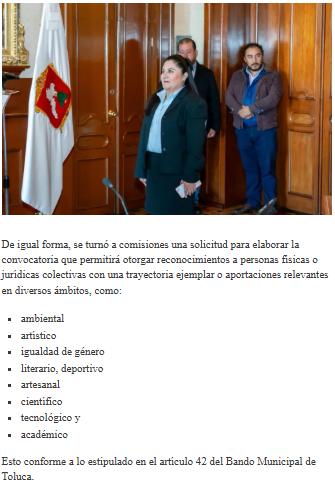 De igual forma, se turnó a comisiones una solicitud para elaborar la
convocatoria que permitirá otorgar reconocimientos a personas físicas o
jurídicas colectivas con una trayectoria ejemplar o aportaciones relevantes
en diversos ámbitos, como:
▪ ambiental
▪ artístico
▪ igualdad de género
▪ literario, deportivo
▪ artesanal
▪ científico
▪ tecnológico y
▪ académico
Esto conforme a lo estipulado en el artículo 42 del Bando Municipal de
Toluca.